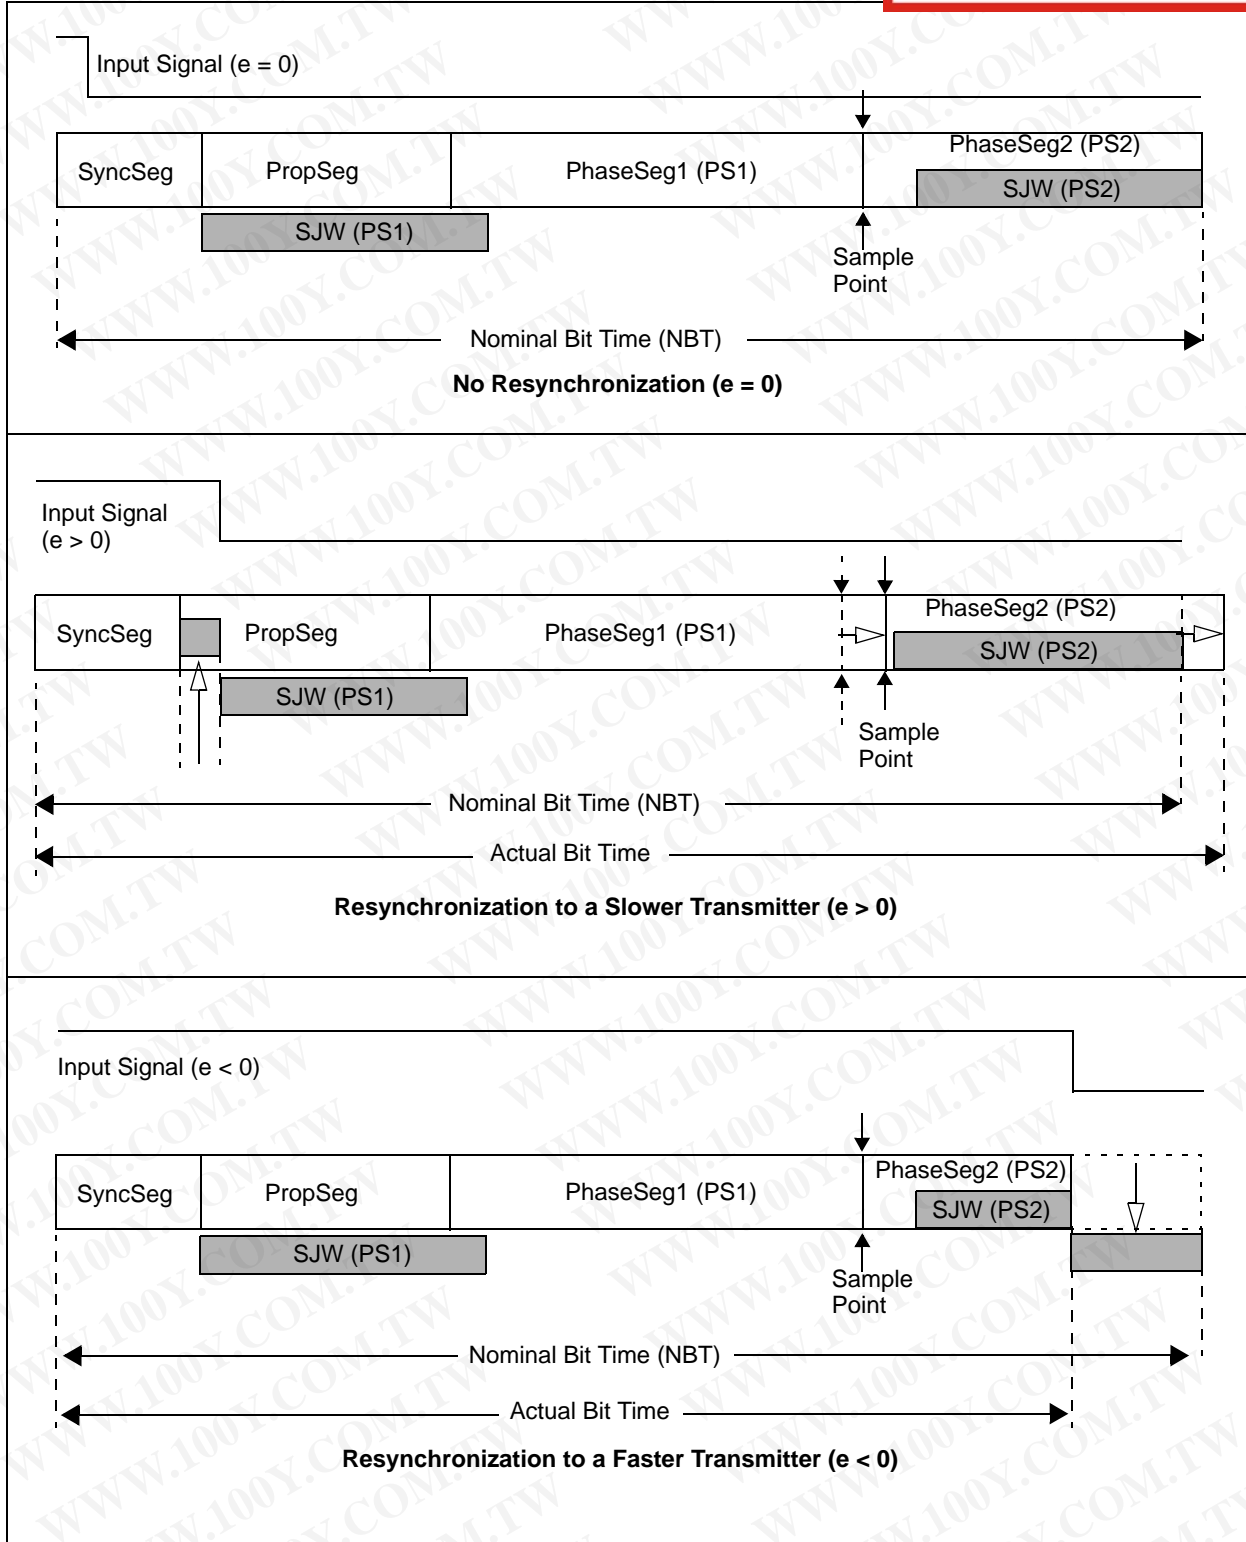 Input Signal (e = 0)
SyncSeg
PropSeg
PhaseSeg1 (PS1)
PhaseSeg2 (PS2)
SJW (PS2)
SJW (PS1)
Sample
Point
Nominal Bit Time (NBT)
No Resynchronization (e = 0)
Input Signal
(e > 0)
SyncSeg
PropSeg
PhaseSeg1 (PS1)
PhaseSeg2 (PS2)
SJW (PS2)
SJW (PS1)
Sample
Point
Nominal Bit Time (NBT)
Actual Bit Time
Resynchronization to a Slower Transmitter (e > 0)
Input Signal (e < 0)
SyncSeg
PropSeg
PhaseSeg1 (PS1)
PhaseSeg2 (PS2)
SJW (PS2)
SJW (PS1)
Sample
Point
Nominal Bit Time (NBT)
Actual Bit Time
Resynchronization to a Faster Transmitter (e < 0)
WWW.100Y.COM.TW